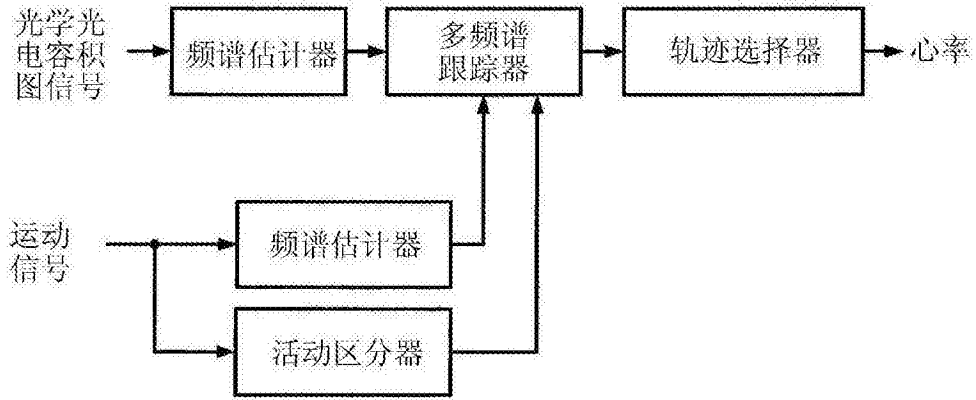 光学光
电容积
图信号
频谱估计器
多频谱
跟踪器
轨迹选择器
心率
运动
信号
频谱估计器
活动区分器